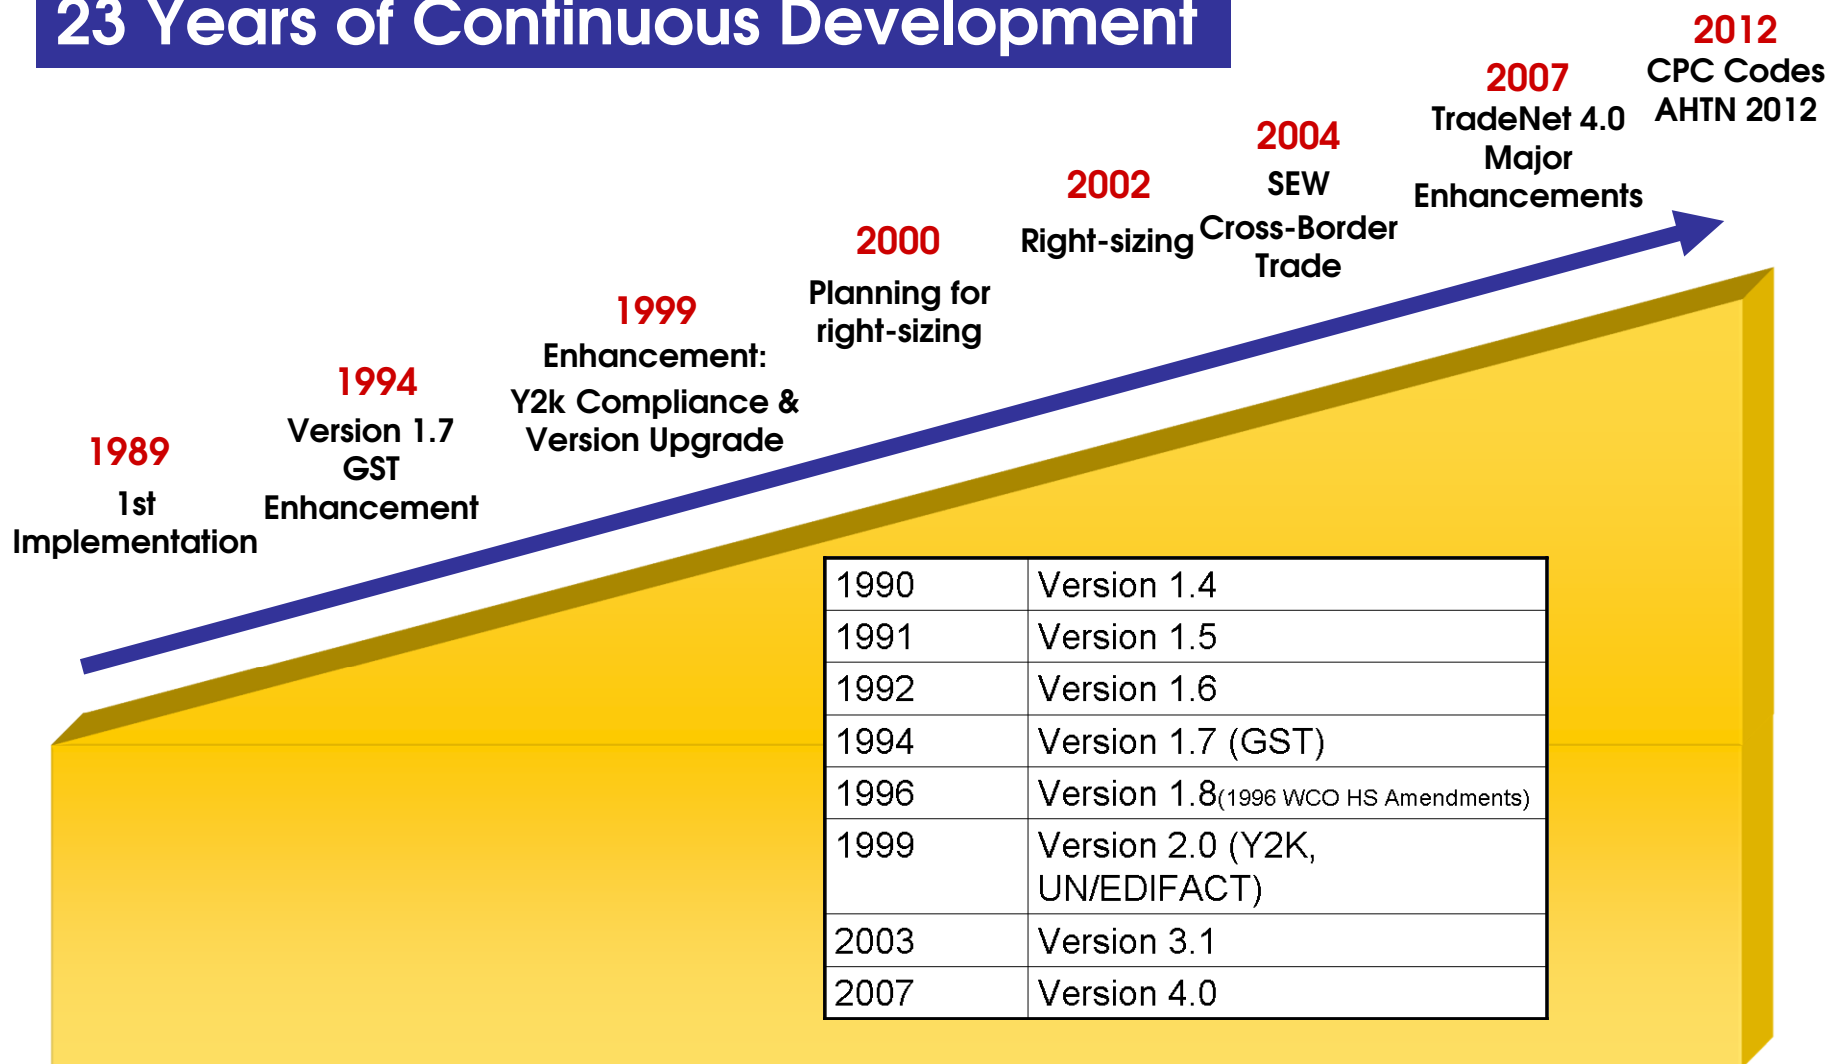 23 Years of Continuous Development
1989
1st
Implementation
1994
Version 1.7
GST
Enhancement
1999
Enhancement:
Y2k Compliance &
Version Upgrade
2000
Planning for
right-sizing
2002
Right-sizing
2004
SEW
Cross-Border
Trade
2007
TradeNet 4.0
Major
Enhancements
2012
CPC Codes
AHTN 2012
1990 Version 1.4
1991 Version 1.5
1992 Version 1.6
1994 Version 1.7 (GST)
1996 Version 1.8(1996 WCO HS Amendments)
1999 Version 2.0 (Y2K,
UN/EDIFACT)
2003 Version 3.1
2007 Version 4.0